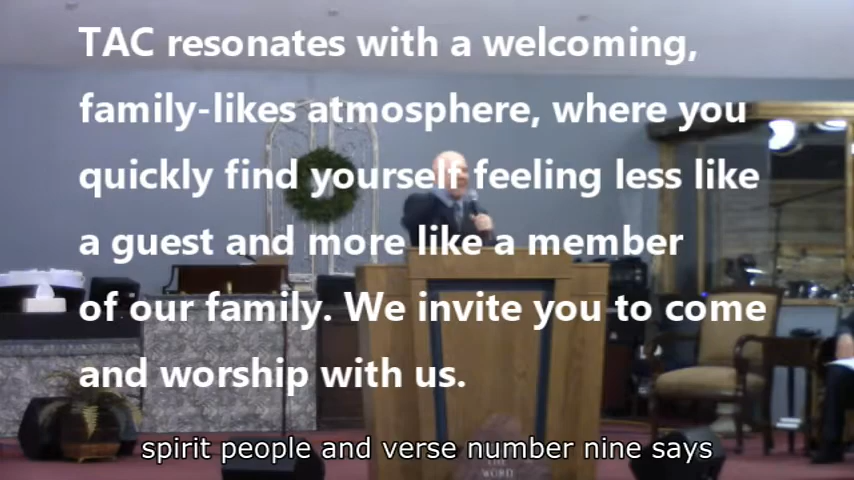 TAC resonates with a welcoming,
family-likes atmosphere, where you
quickly find yourself feeling less like
a guest and more like a member
of our family. We invite you to come
and worship with us.
spirit people and verse number nine says
THE
WORD